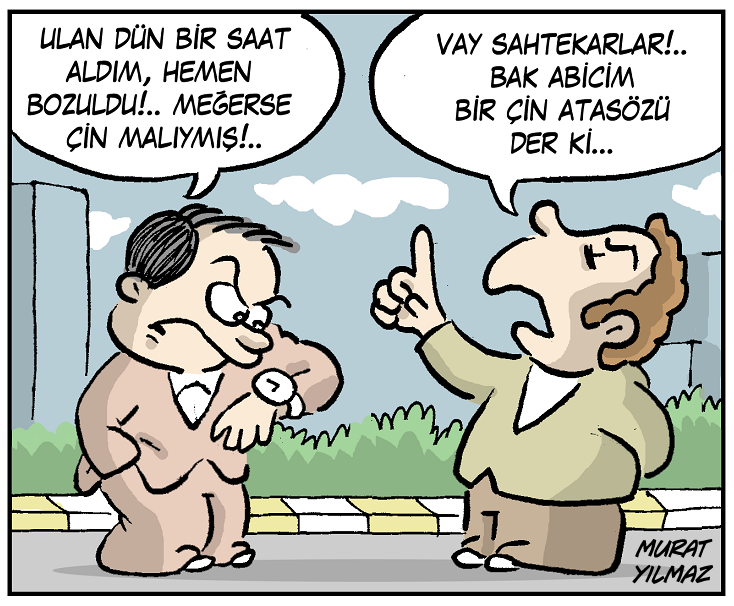 ULAN DÜN BİR SAAT
ALDIM, HEMEN
BOZULDU!.. MEĞERSE
ÇİN MALIYMIŞ!..
VAY SAHTEKARLAR!..
BAK ABİCİM
BİR ÇİN ATASÖZÜ
DER Kİ...
MURAT
YILMAZ